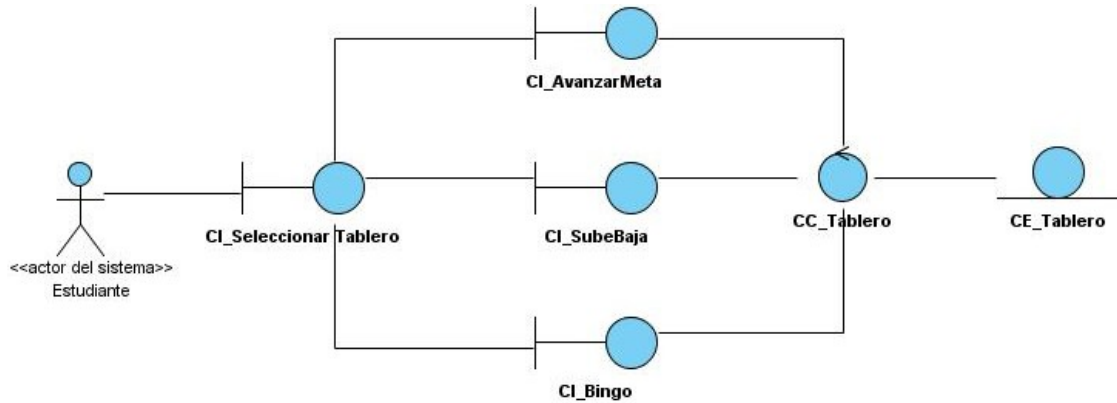 CI_AvanzarMeta
CI_Seleccionar Tablero
CI_SubeBaja
CC_Tablero
CE_Tablero
<<actor del sistema>>
Estudiante
CI_Bingo